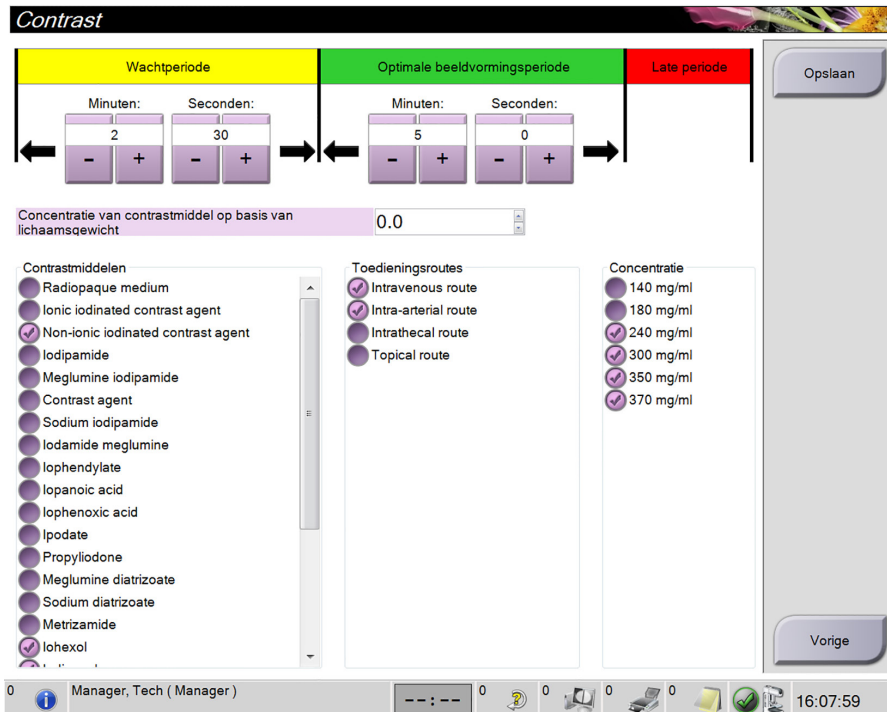 Contrast
Wachtperiode
Optimale beeldvormingsperiode
Late periode
Opslaan
Minuten:
Seconden:
Minuten:
Seconden:
2
30
5
0
- +
- +
- +
- +
Concentratie van contrastmiddel op basis van
lichaamsgewicht
0.0
Contrastmiddelen
Radiopaque medium
Ionic iodinated contrast agent
Non-ionic iodinated contrast agent
Iodipamide
Meglumine iodipamide
Contrast agent
Sodium iodipamide
Iodamide meglumine
Iophendylate
Iopanoic acid
Iophenoxic acid
Ipodate
Propyliodone
Meglumine diatrizoate
Sodium diatrizoate
Metrizamide
Iohexol
Toedieningsroutes
Intravenous route
Intra-arterial route
Intrathecal route
Topical route
Concentratie
140 mg/ml
180 mg/ml
240 mg/ml
300 mg/ml
350 mg/ml
370 mg/ml
Vorige
0
Manager, Tech ( Manager )
--:--
0
0
0
0
16:07:59